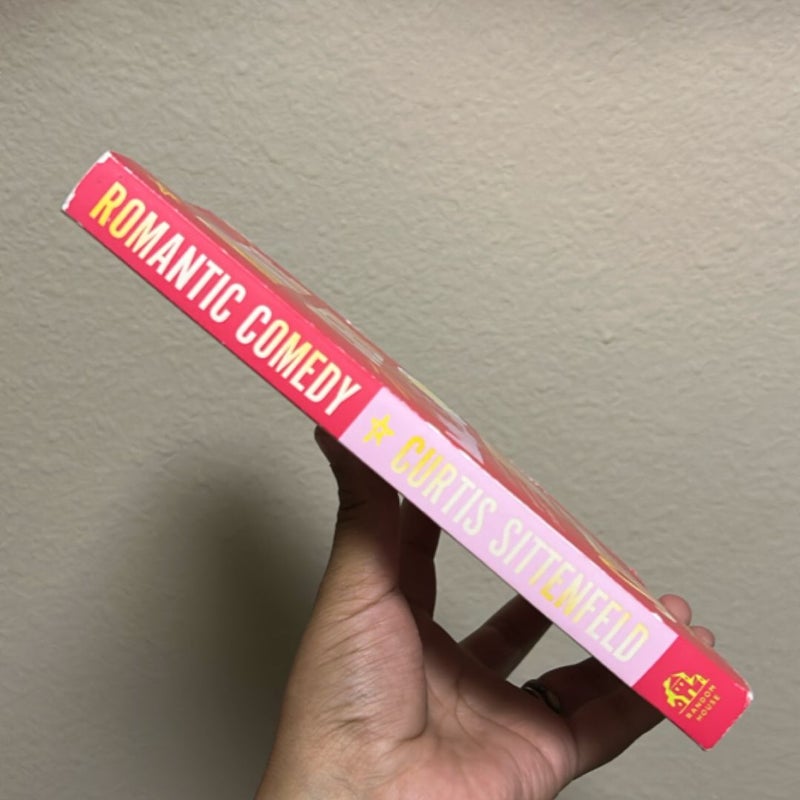 ROMANTIC COMEDY
CURTIS SITTENFELD
RANDOM
HOUSE